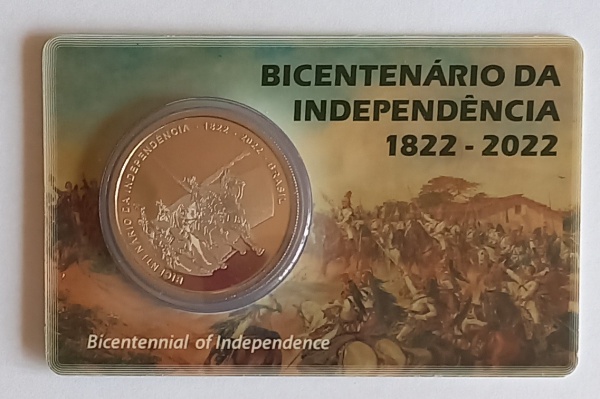 BICENTENÁRIO DA
INDEPENDÊNCIA
1822 - 2022
BICENTENÁRIO DA INDEPENDÊNCIA - 1822 - 2022 BRASIL
Bicentennial of Independence